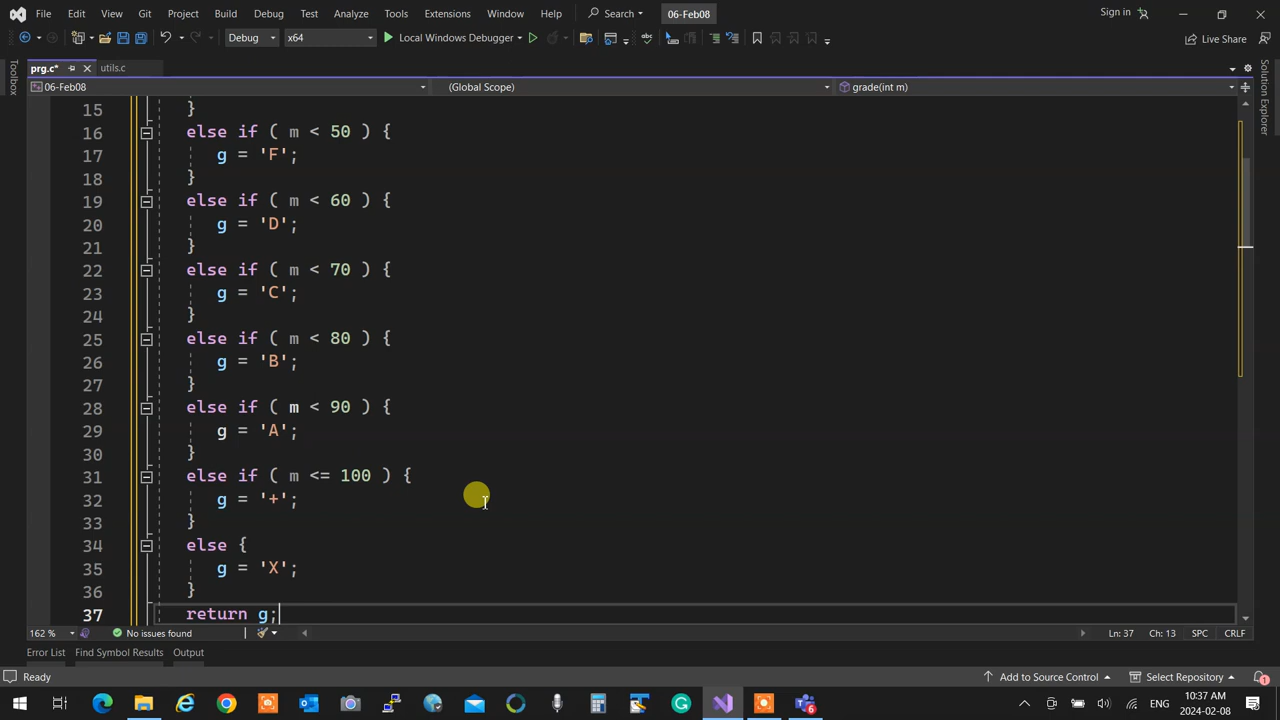 File Edit View Git Project Build Debug Test Analyze Tools Extensions Window Help Search 06-Feb08 Sign in
Debug x64 Local Windows Debugger Live Share
prg.c* utils.c
06-Feb08 (Global Scope) grade(int m)
Toolbox
Solution Explorer
15 }
16 else if ( m < 50 ) {
17 g = 'F';
18 }
19 else if ( m < 60 ) {
20 g = 'D';
21 }
22 else if ( m < 70 ) {
23 g = 'C';
24 }
25 else if ( m < 80 ) {
26 g = 'B';
27 }
28 else if ( m < 90 ) {
29 g = 'A';
30 }
31 else if ( m <= 100 ) {
32 g = '+';
33 }
34 else {
35 g = 'X';
36 }
37 return g;
162 % No issues found Ln: 37 Ch: 13 SPC CRLF
Error List Find Symbol Results Output
Ready Add to Source Control Select Repository 1
6 ENG 10:37 AM
2024-02-08